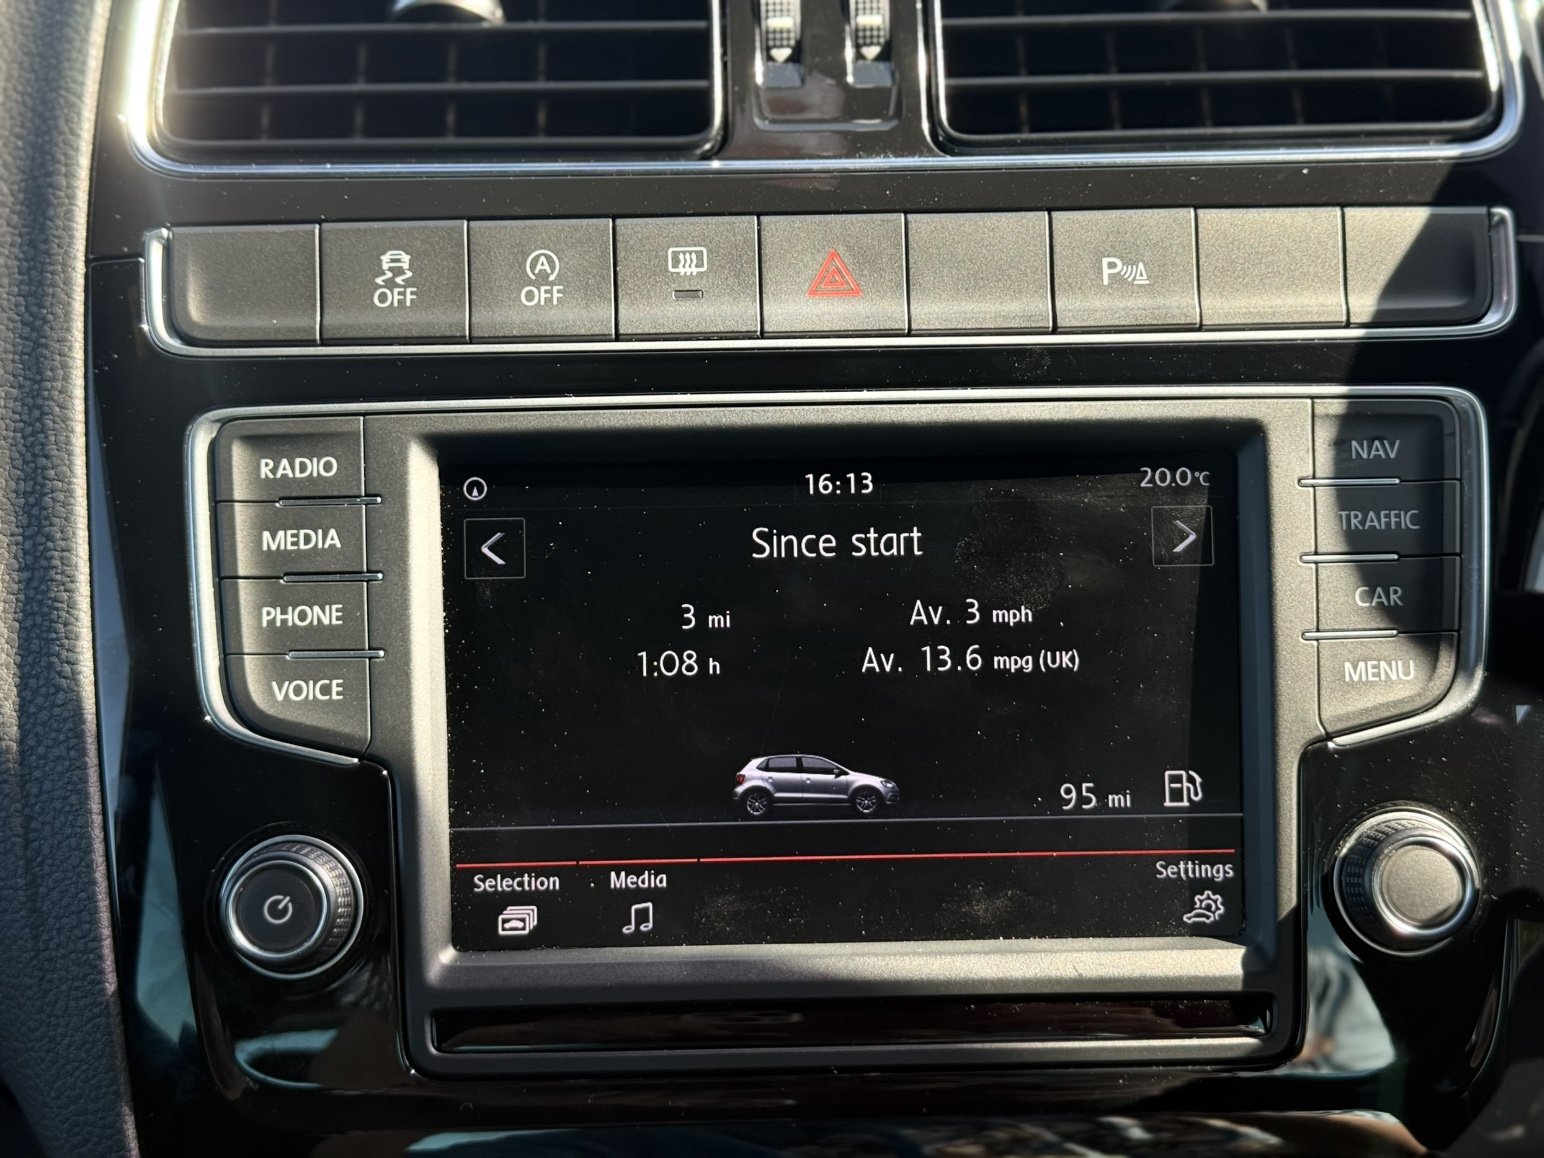 OFF
A
OFF
P
RADIO
MEDIA
PHONE
VOICE
NAV
TRAFFIC
CAR
MENU
16:13
20.0°C
Since start
3 mi
Av. 3 mph
1:08 h
Av. 13.6 mpg (UK)
95 mi
Selection
Media
Settings